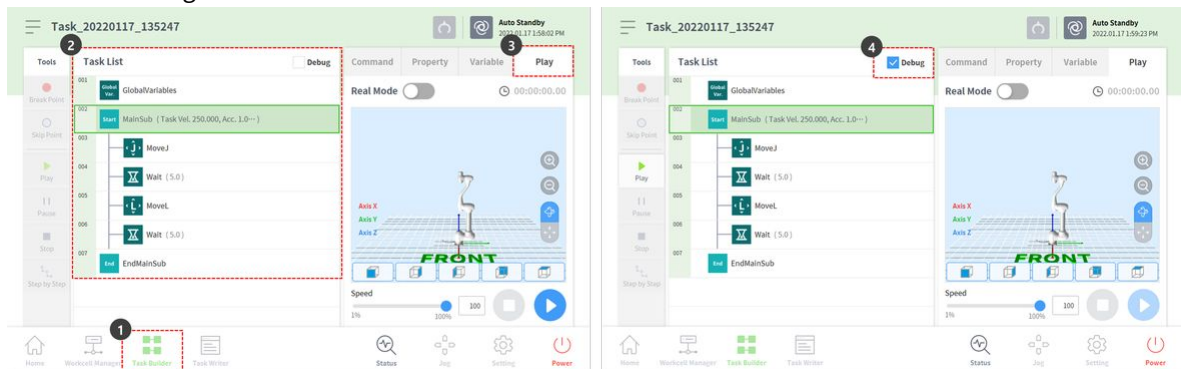 Task_20220117_135247
Auto Standby
2022.01.17 1:58:02 PM
2
3
Tools
Task List
Debug
Command
Property
Variable
Play
Break Point
Skip Point
Play
Pause
Stop
Step by Step
001
Global Var.
GlobalVariables
002
Start
MainSub ( Task Vel. 250.000, Acc. 1.0··· )
003
J
MoveJ
004
Wait (5.0)
005
L
MoveL
006
Wait (5.0)
007
End
EndMainSub
Real Mode
00:00:00.00
Axis X
Axis Y
Axis Z
FRONT
Speed
1%
100%
100
1
Home
Workcell Manager
Task Builder
Task Writer
Status
Jog
Setting
Power
Task_20220117_135247
Auto Standby
2022.01.17 1:59:23 PM
4
Tools
Task List
Debug
Command
Property
Variable
Play
Break Point
Skip Point
Play
Pause
Stop
Step by Step
001
Global Var.
GlobalVariables
002
Start
MainSub ( Task Vel. 250.000, Acc. 1.0··· )
003
J
MoveJ
004
Wait (5.0)
005
L
MoveL
006
Wait (5.0)
007
End
EndMainSub
Real Mode
00:00:00.00
Axis X
Axis Y
Axis Z
FRONT
Speed
1%
100%
100
Home
Workcell Manager
Task Builder
Task Writer
Status
Jog
Setting
Power